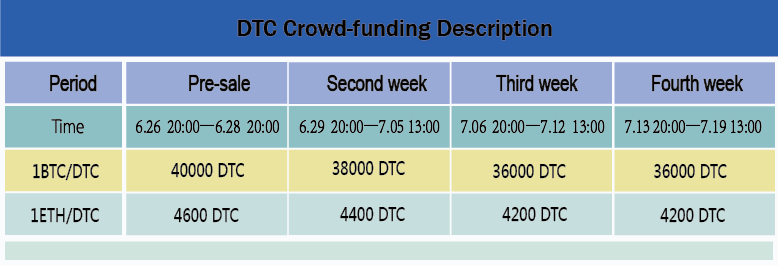 DTC Crowd-funding Description
Period Pre-sale Second week Third week Fourth week
Time 6.26 20:00—6.28 20:00 6.29 20:00—7.05 13:00 7.06 20:00—7.12 13:00 7.13 20:00—7.19 13:00
1BTC/DTC 40000 DTC 38000 DTC 36000 DTC 36000 DTC
1ETH/DTC 4600 DTC 4400 DTC 4200 DTC 4200 DTC